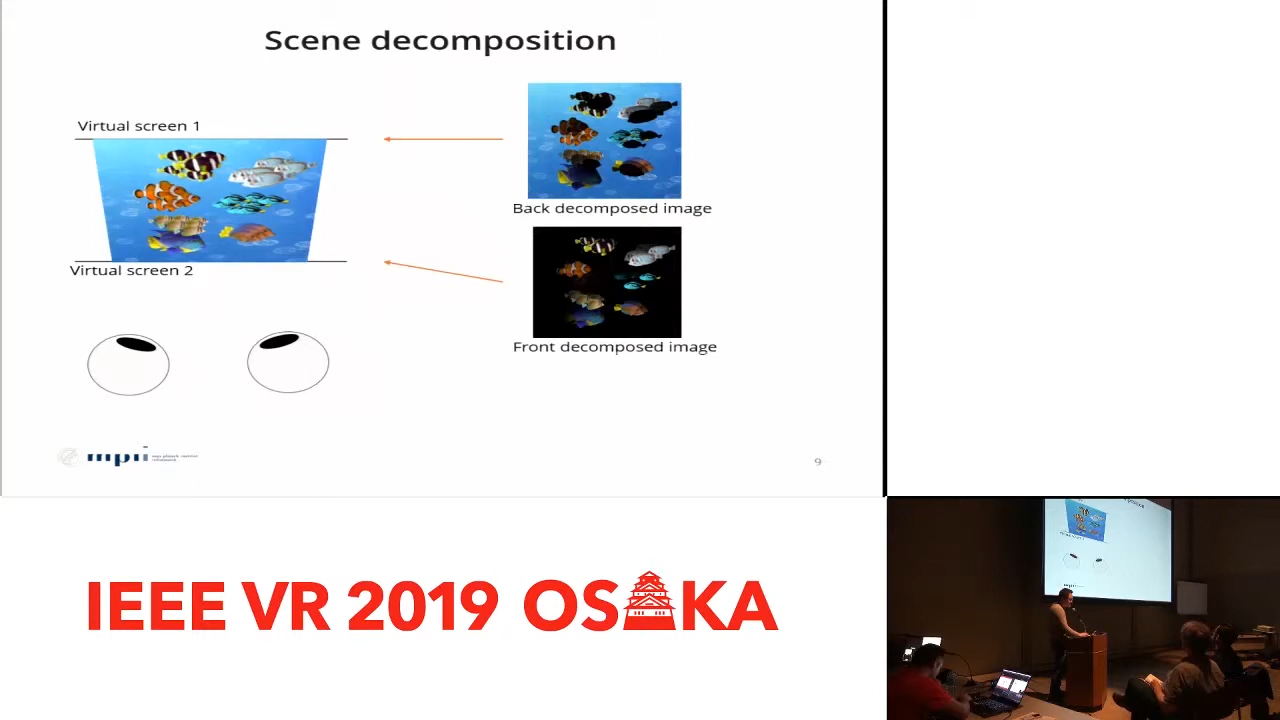 Scene decomposition
Virtual screen 1
Back decomposed image
Virtual screen 2
Front decomposed image
mpi
9
IEEE VR 2019 OSAKA